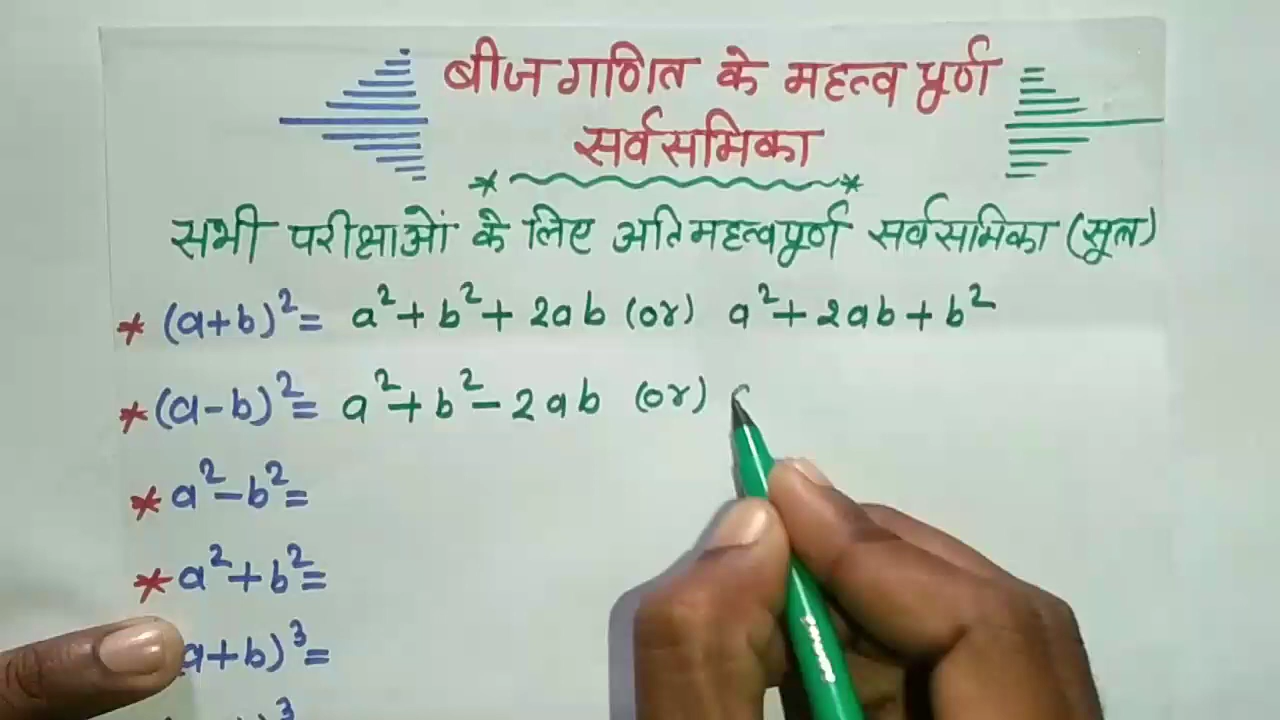 बीजगणित के महत्वपूर्ण
सर्वसमिका
सभी परीक्षाओं के लिए अतिमहत्वपूर्ण सर्वसमिका (सूत्र)
* (a+b)² = a² + b² + 2ab (or) a² + 2ab + b²
* (a-b)² = a² + b² - 2ab (or)
* a² - b² =
* a² + b² =
a+b)³ =